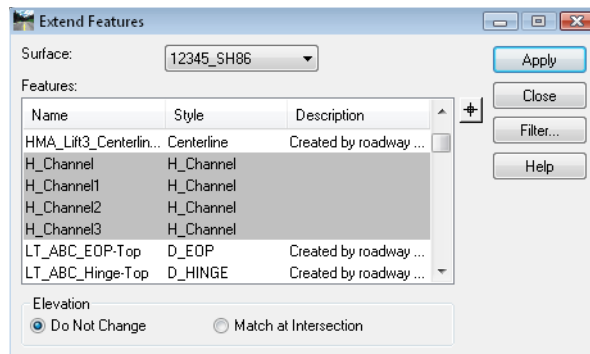 Extend Features
Surface: 12345_SH86 Apply
Features: Close
Name Style Description Filter...
HMA_Lift3_Centerlin... Centerline Created by roadway ...
H_Channel H_Channel Help
H_Channel1 H_Channel
H_Channel2 H_Channel
H_Channel3 H_Channel
LT_ABC_EOP-Top D_EOP Created by roadway ...
LT_ABC_Hinge-Top D_HINGE Created by roadway ...
Elevation
Do Not Change Match at Intersection